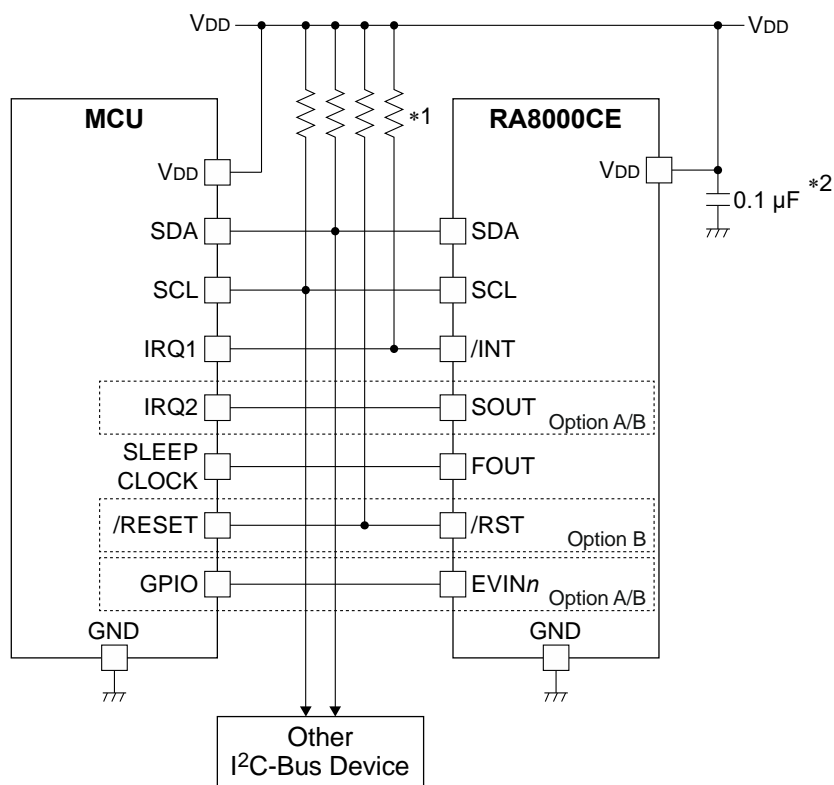 VDD VDD
MCU
*1
RA8000CE
VDD
VDD
0.1 µF *2
SDA
SDA
SCL
SCL
IRQ1
/INT
IRQ2
SOUT
Option A/B
SLEEP
CLOCK
FOUT
/RESET
/RST
Option B
GPIO
EVINn
Option A/B
GND
GND
Other
I²C-Bus Device